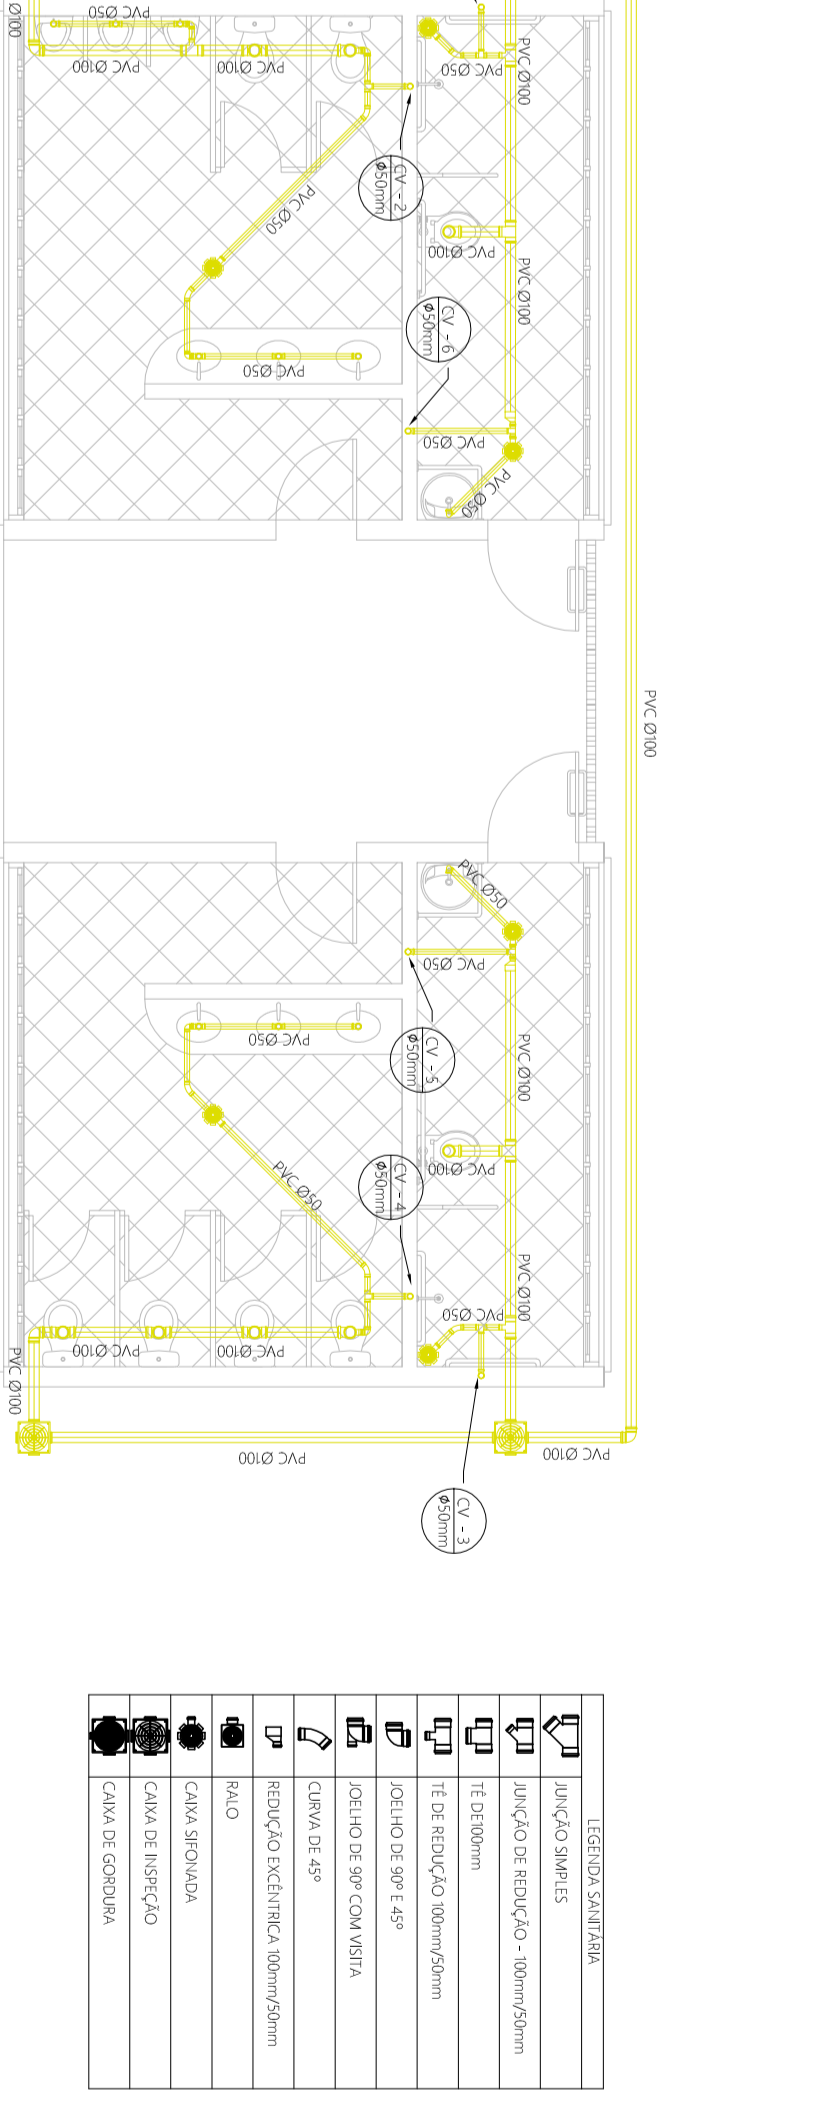 PVC Ø50
Ø100
PVC Ø100
PVC Ø100
PVC Ø50
PVC Ø100
CV - 2
Ø50mm
PVC Ø50
PVC Ø100
PVC Ø100
CV - 6
Ø50mm
PVC Ø50
PVC Ø50
PVC Ø50
PVC Ø100
PVC Ø50
PVC Ø50
CV - 5
Ø50mm
PVC Ø50
PVC Ø100
PVC Ø100
CV - 4
Ø50mm
PVC Ø50
PVC Ø100
PVC Ø50
PVC Ø100
PVC Ø100
PVC Ø100
PVC Ø100
PVC Ø100
CV - 3
Ø50mm
LEGENDA SANITÁRIA
JUNÇÃO SIMPLES
JUNÇÃO DE REDUÇÃO - 100mm/50mm
TÊ DE100mm
TÊ DE REDUÇÃO 100mm/50mm
JOELHO DE 90º E 45º
JOELHO DE 90º COM VISITA
CURVA DE 45º
REDUÇÃO EXCÊNTRICA 100mm/50mm
RALO
CAIXA SIFONADA
CAIXA DE INSPEÇÃO
CAIXA DE GORDURA